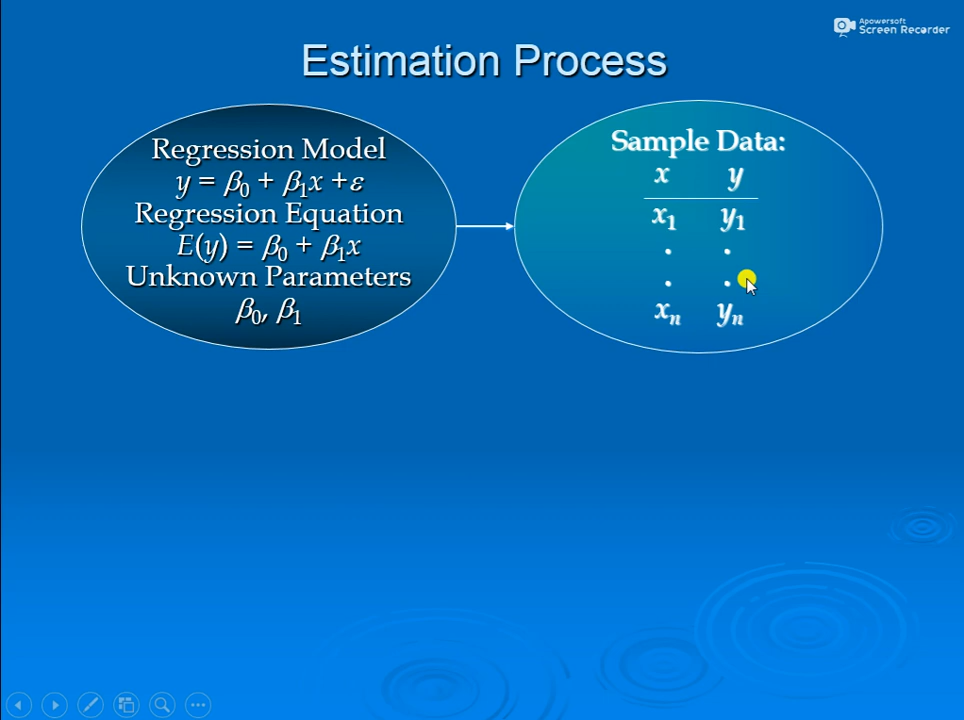 Apowersoft
Screen Recorder
Estimation Process
Regression Model
y = β0 + β1x +ε
Regression Equation
E(y) = β0 + β1x
Unknown Parameters
β0, β1
Sample Data:
x y
x1 y1
. .
. .
xn yn